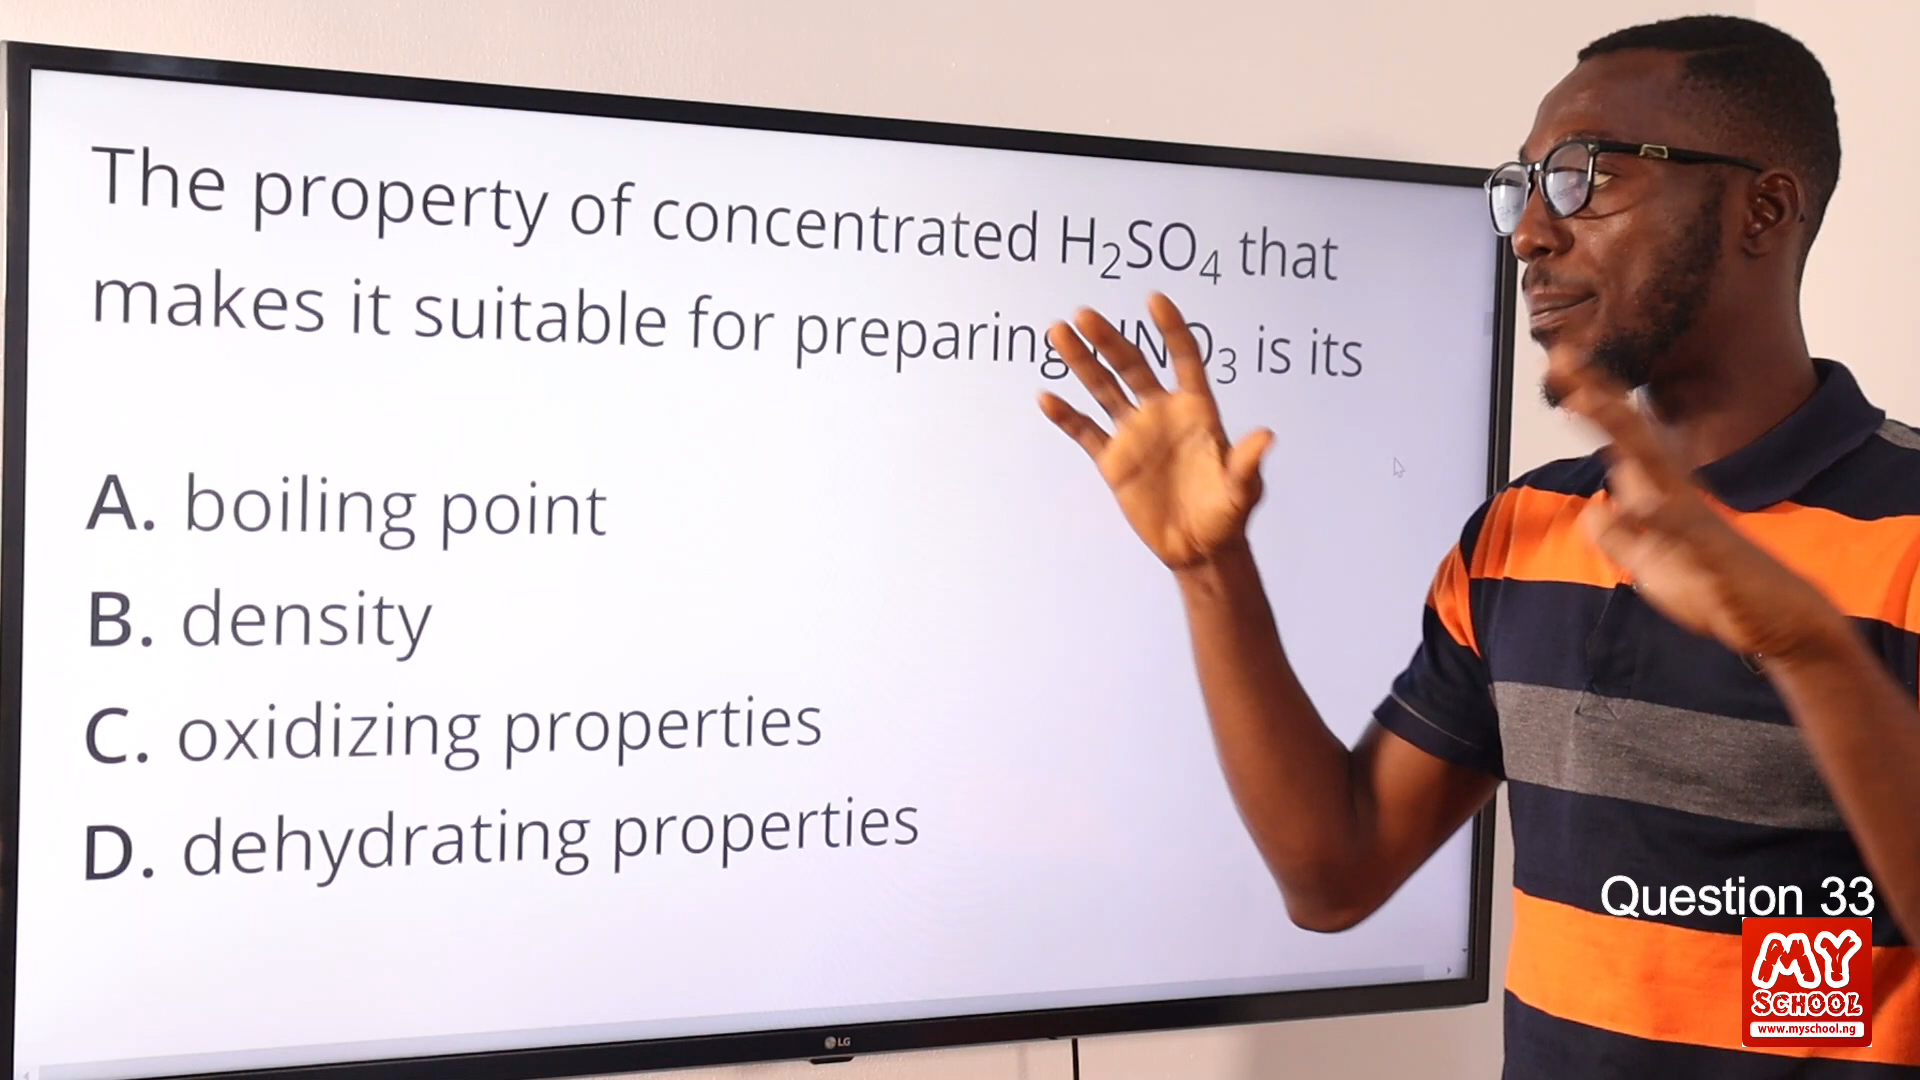 The property of concentrated H₂SO₄ that
makes it suitable for preparing HNO₃ is its
A. boiling point
B. density
C. oxidizing properties
D. dehydrating properties
LG
Question 33
MY
SCHOOL
www.myschool.ng